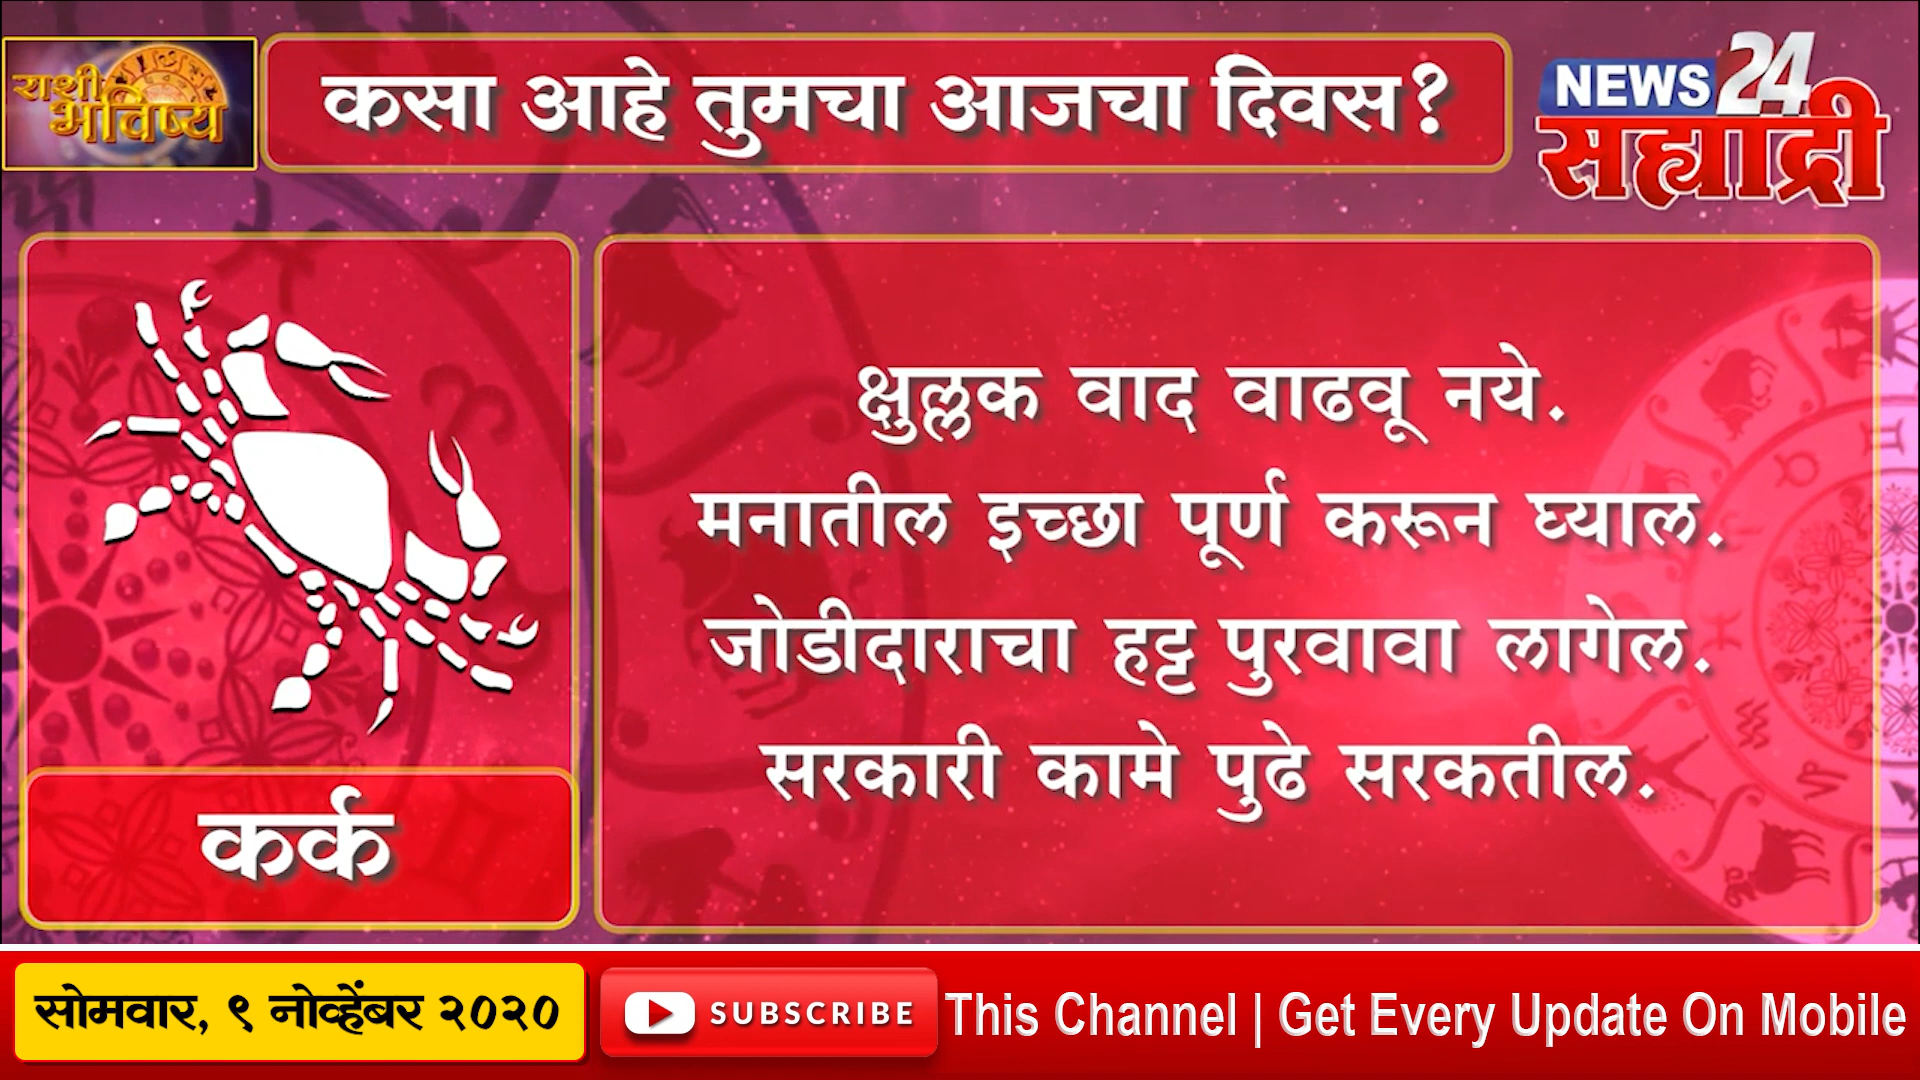 राशी
भविष्य
कसा आहे तुमचा आजचा दिवस?
NEWS 24
सह्याद्री
क्षुल्लक वाद वाढवू नये.
मनातील इच्छा पूर्ण करून घ्याल.
जोडीदाराचा हट्ट पुरवावा लागेल.
सरकारी कामे पुढे सरकतील.
कर्क
सोमवार, ९ नोव्हेंबर २०२०
SUBSCRIBE This Channel | Get Every Update On Mobile